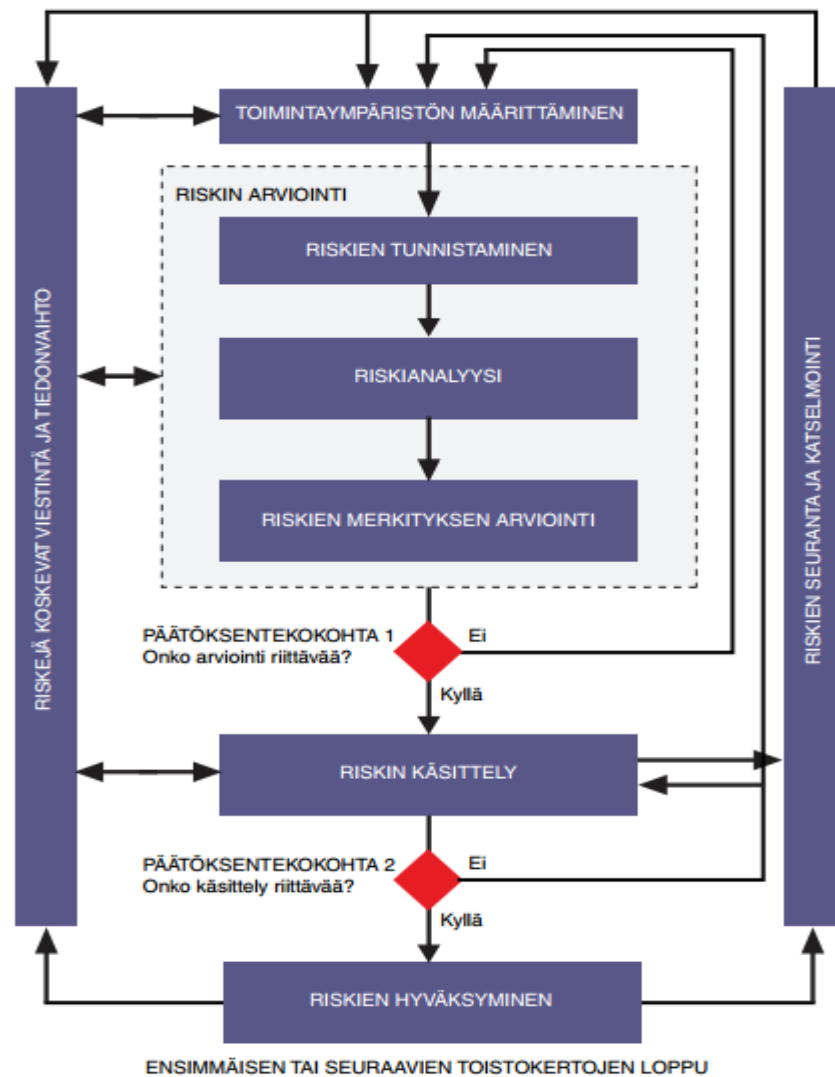 TOIMINTAYMPÄRISTÖN MÄÄRITTÄMINEN
RISKIN ARVIOINTI
RISKIEN TUNNISTAMINEN
RISKIANALYYSI
RISKIEN MERKITYKSEN ARVIOINTI
RISKEJÄ KOSKEVAT VIESTINTÄ JA TIEDONVAIHTO
RISKIEN SEURANTA JA KATSELMOINTI
PÄÄTÖKSENTEKOKOHTA 1
Onko arviointi riittävää?
Ei
Kyllä
RISKIN KÄSITTELY
PÄÄTÖKSENTEKOKOHTA 2
Onko käsittely riittävää?
Ei
Kyllä
RISKIEN HYVÄKSYMINEN
ENSIMMÄISEN TAI SEURAAVIEN TOISTOKERTOJEN LOPPU